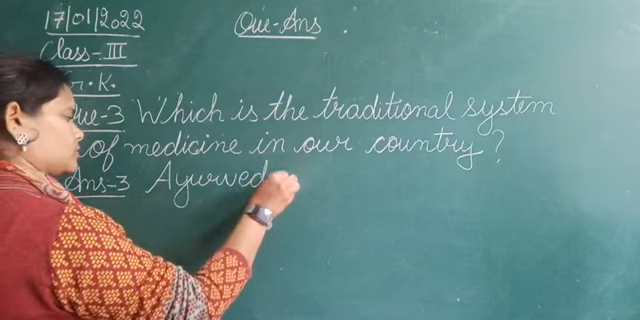 17/01/2022
Que-Ans
Class-III
K.
Que-3 Which is the traditional system
of medicine in our country?
Ans-3 Ayurved